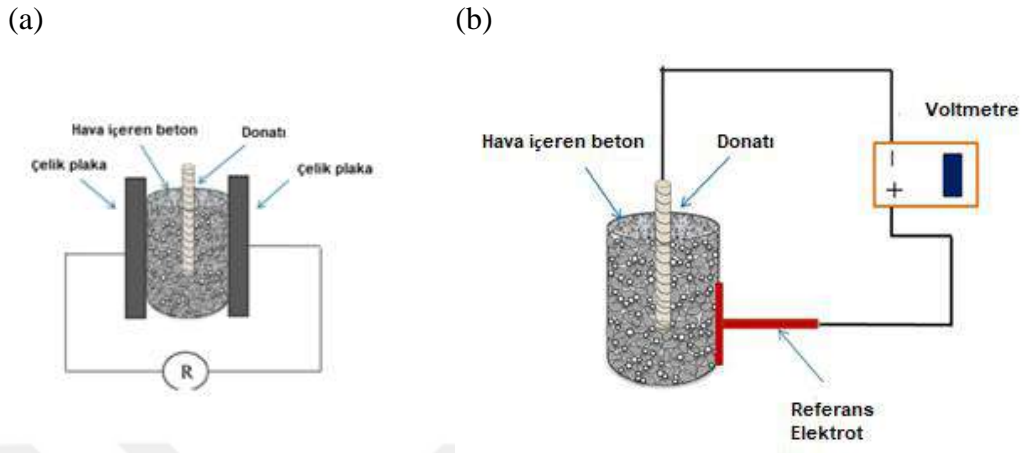 (a)
(b)
Hava içeren beton
Donatı
Çelik plaka
Çelik plaka
R
Voltmetre
Hava içeren beton
Donatı
−
+
Referans
Elektrot